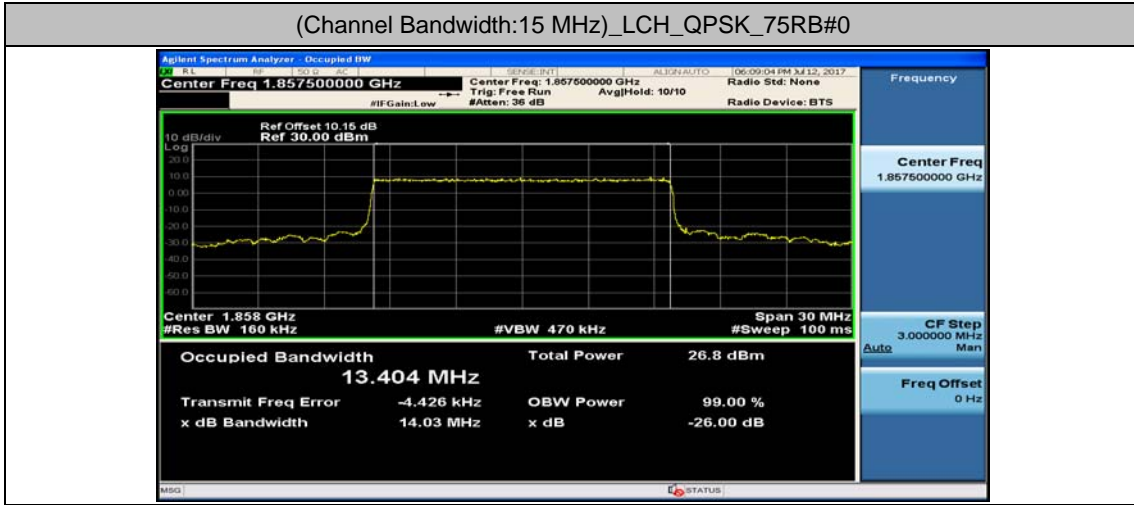 (Channel Bandwidth:15 MHz)_LCH_QPSK_75RB#0
Agilent Spectrum Analyzer - Occupied BW
RL RF 50 Ω AC SENSE:INT ALIGNAUTO 06:09:04 PM Jul 12, 2017
Center Freq 1.857500000 GHz
Center Freq: 1.857500000 GHz
Radio Std: None
Trig: Free Run Avg|Hold: 10/10
#IFGain:Low
#Atten: 36 dB
Radio Device: BTS
Ref Offset 10.15 dB
10 dB/div Ref 30.00 dBm
Log
20.0
10.0
0.00
-10.0
-20.0
-30.0
-40.0
-50.0
-60.0
Center 1.858 GHz
Span 30 MHz
#Res BW 160 kHz
#VBW 470 kHz
#Sweep 100 ms
Occupied Bandwidth
Total Power 26.8 dBm
13.404 MHz
Transmit Freq Error -4.426 kHz
OBW Power 99.00 %
x dB Bandwidth 14.03 MHz
x dB -26.00 dB
MSG
STATUS
Frequency
Center Freq
1.857500000 GHz
CF Step
3.000000 MHz
Auto Man
Freq Offset
0 Hz